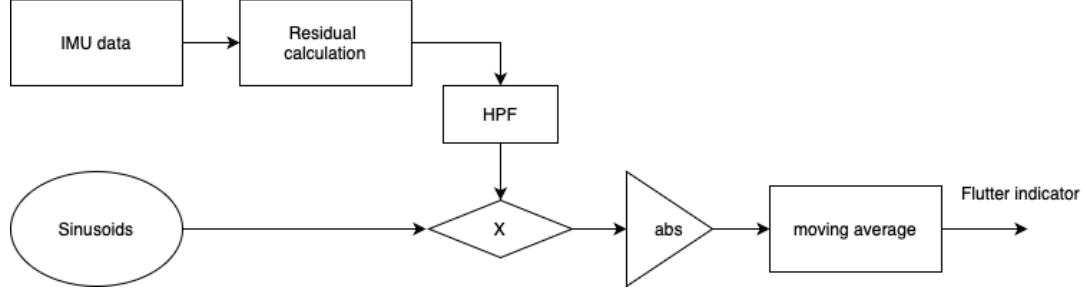 IMU data
Residual
calculation
HPF
Sinusoids
X
abs
moving average
Flutter indicator